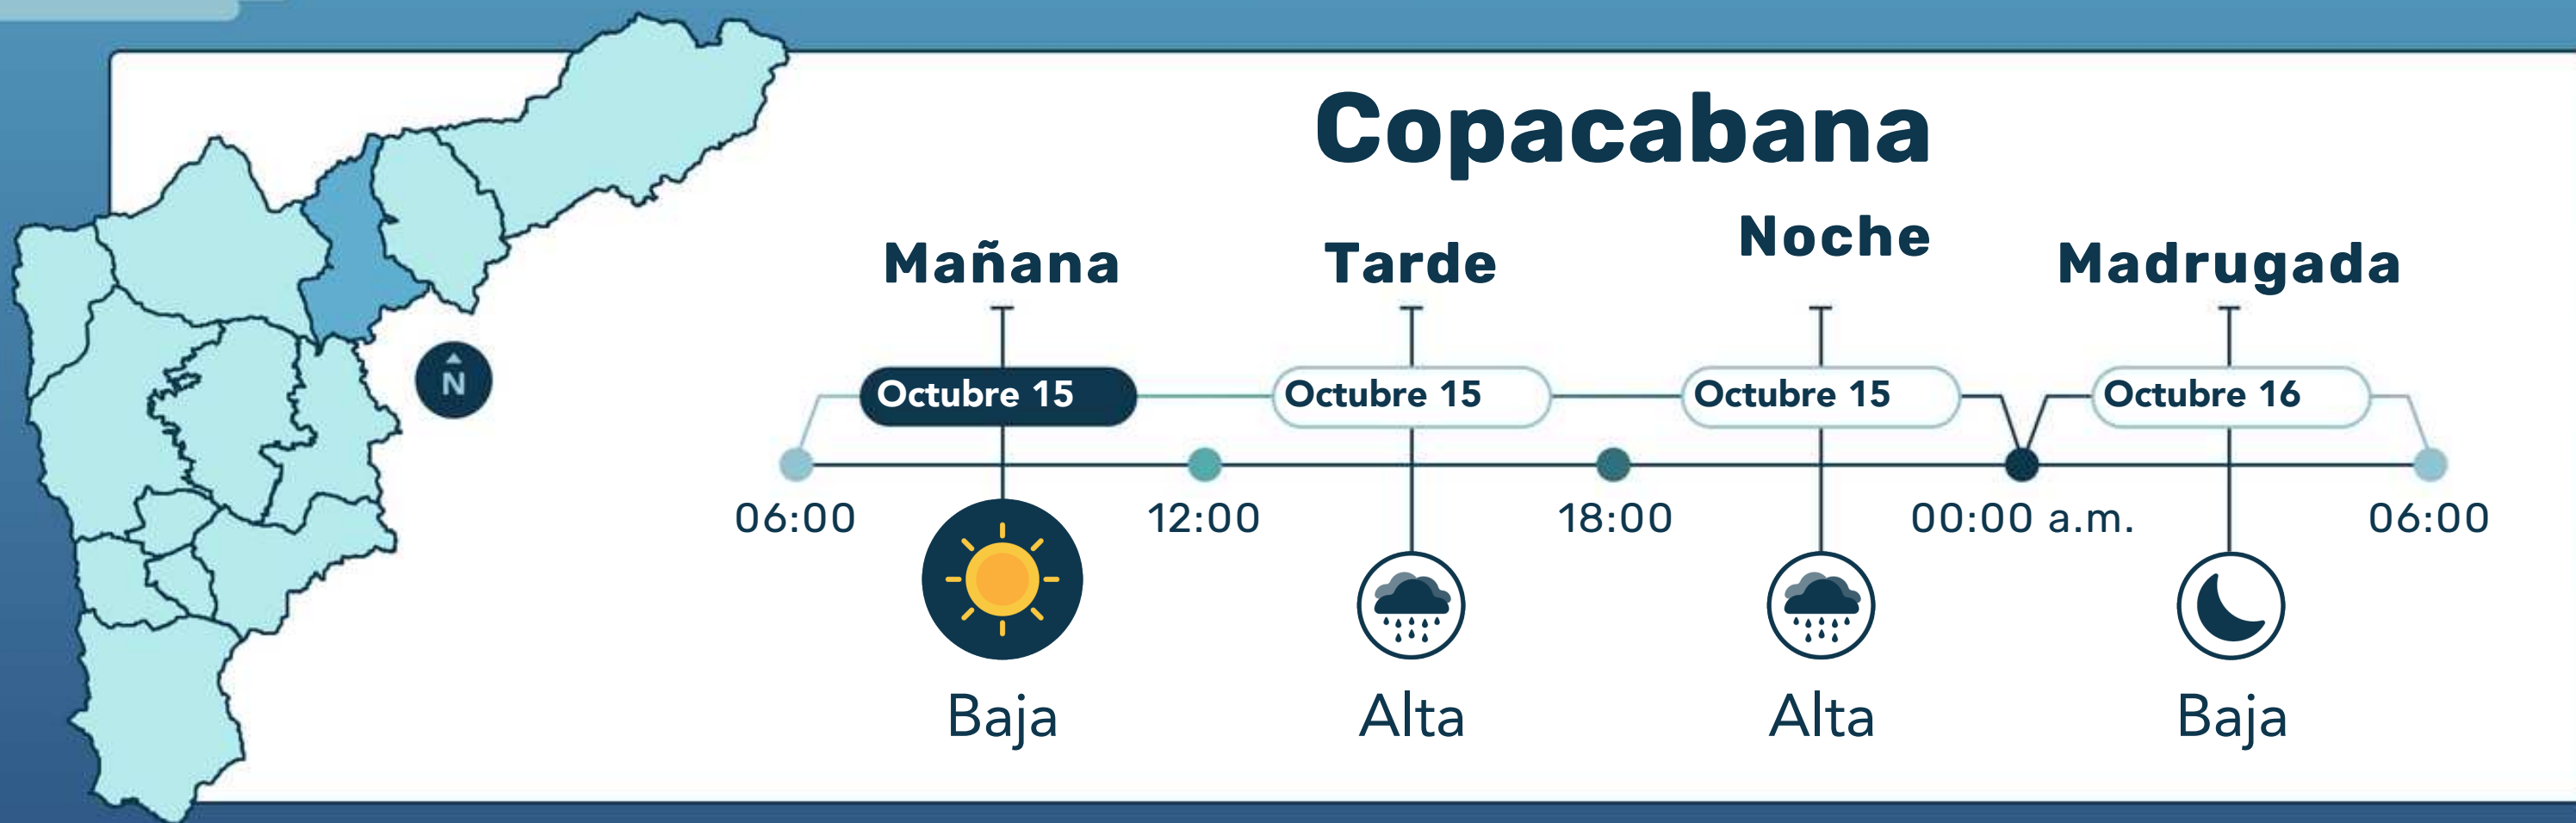 Copacabana
Mañana
Tarde
Noche
Madrugada
Octubre 15
Octubre 15
Octubre 15
Octubre 16
N
06:00
12:00
18:00
00:00 a.m.
06:00
Baja
Alta
Alta
Baja